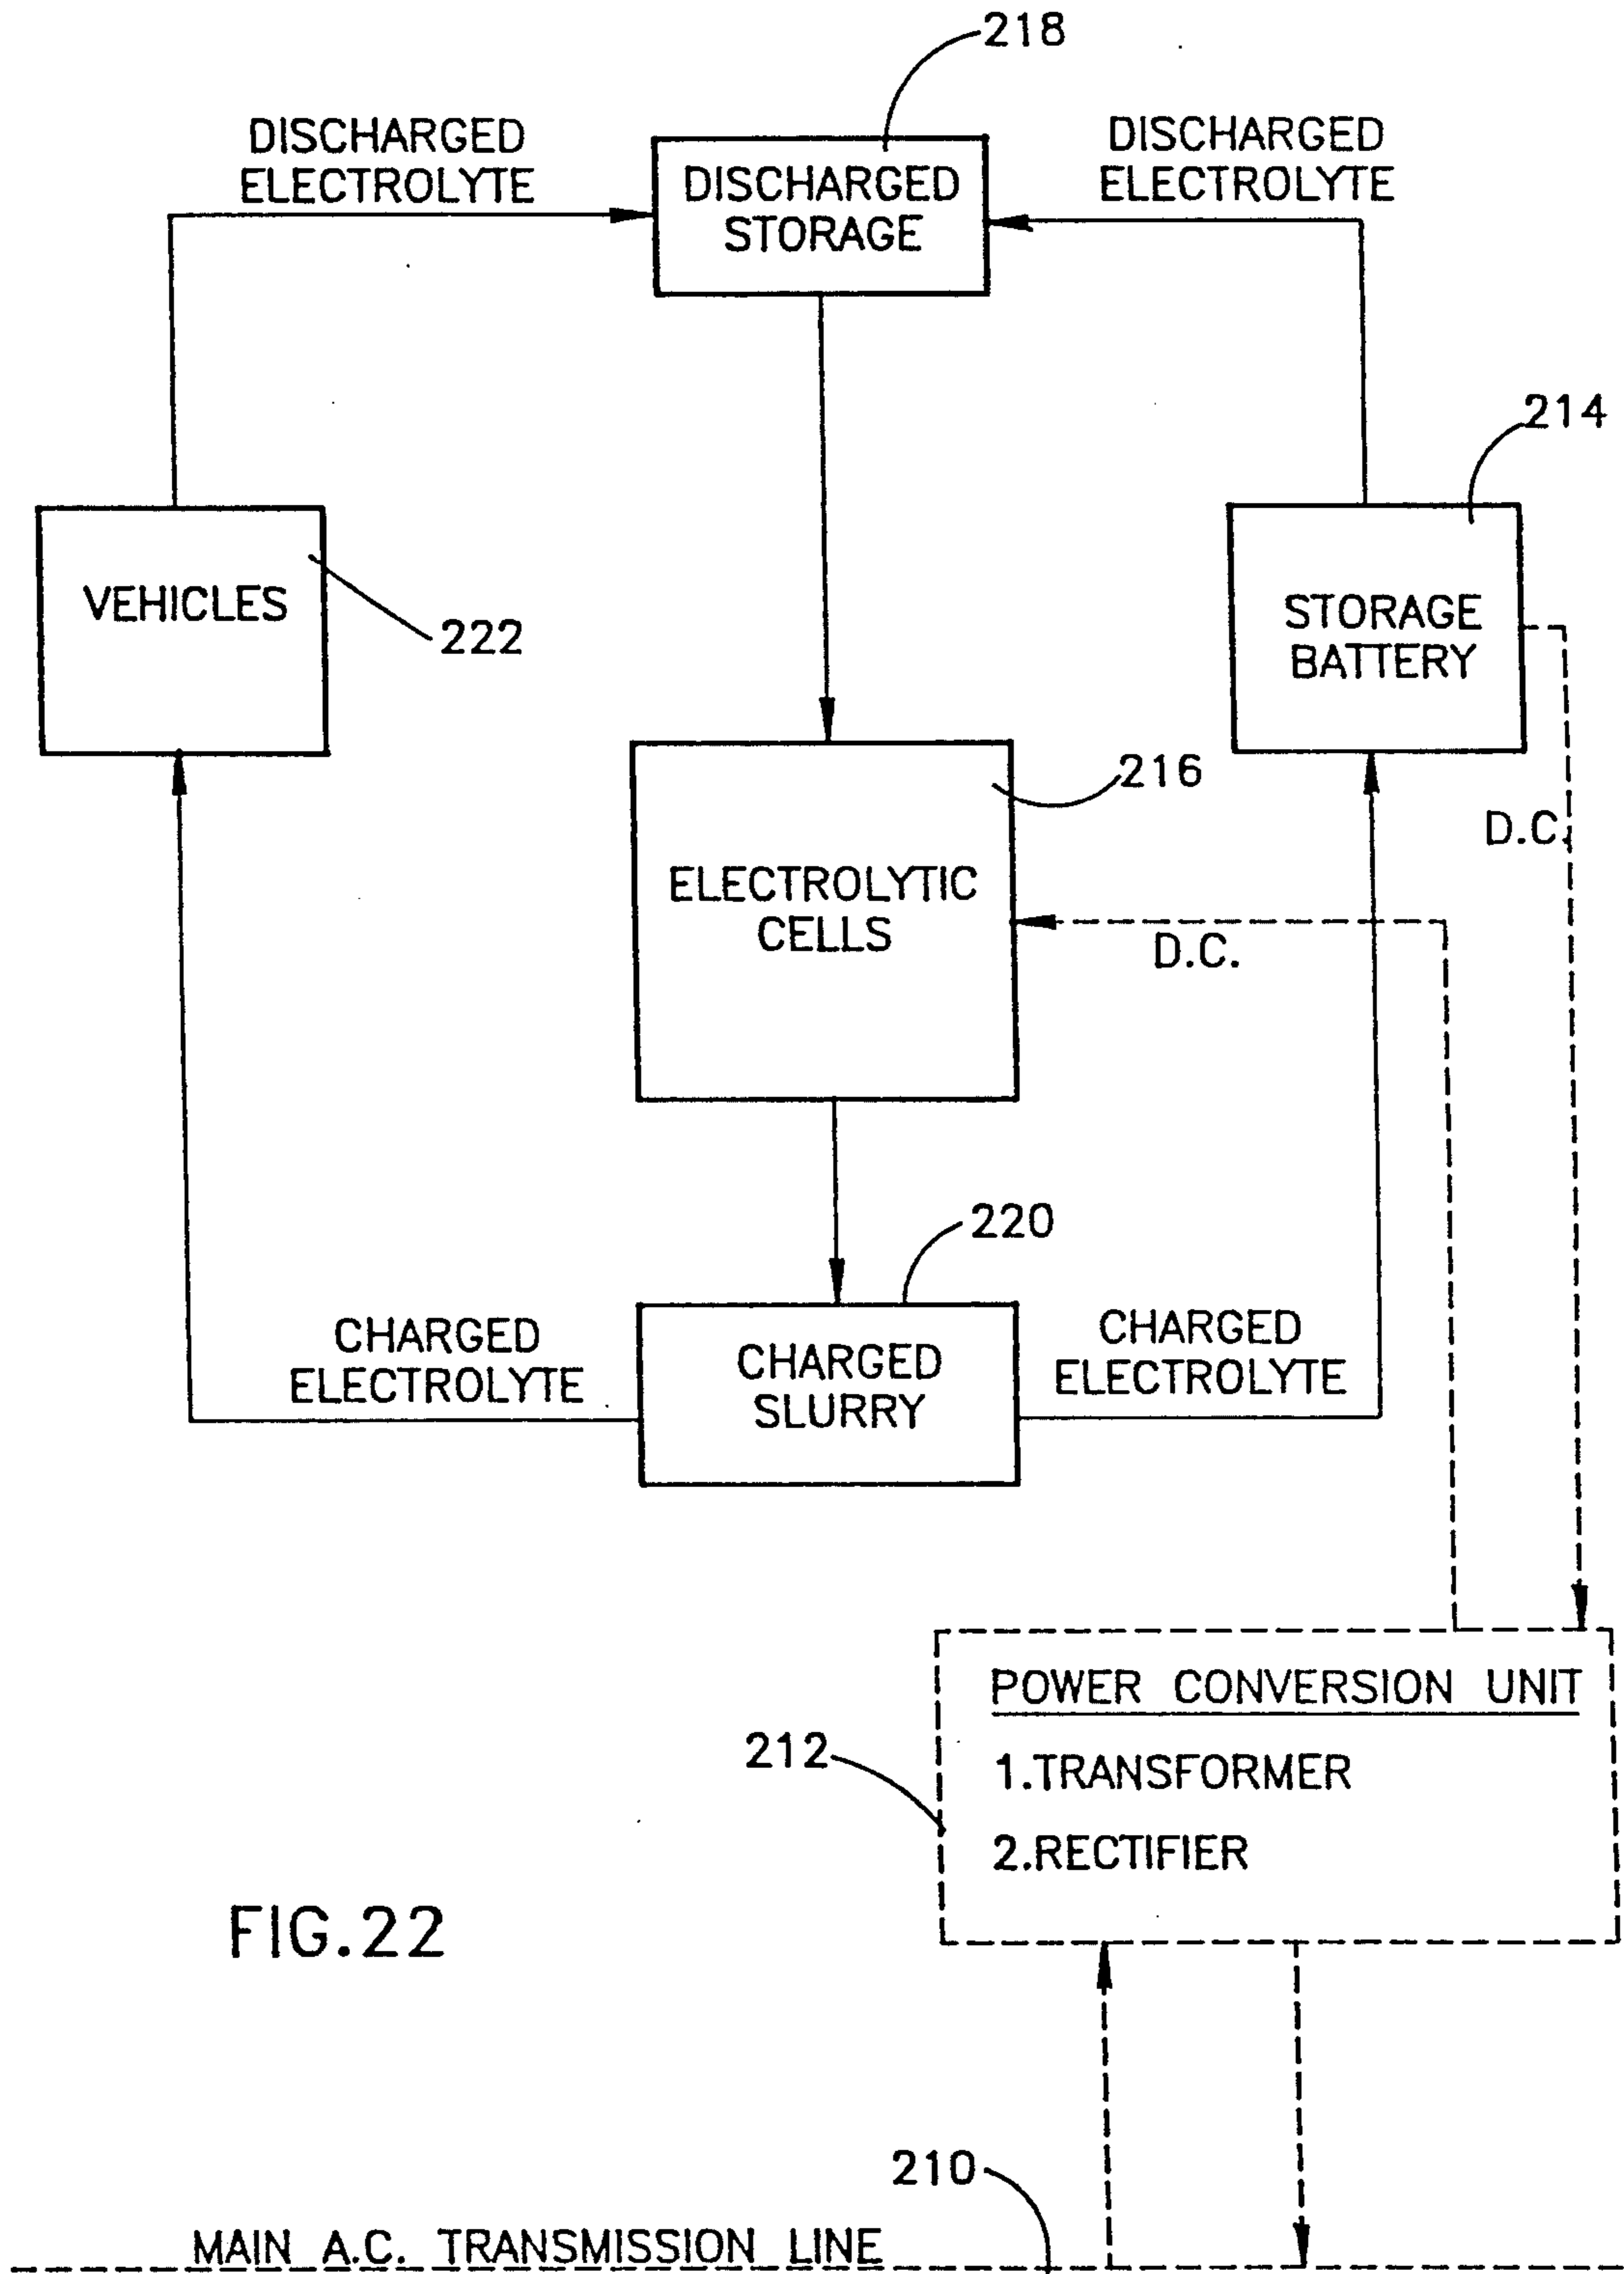 218
DISCHARGED
ELECTROLYTE
DISCHARGED
STORAGE
DISCHARGED
ELECTROLYTE
214
VEHICLES
222
STORAGE
BATTERY
216
D.C.
ELECTROLYTIC
CELLS
D.C.
220
CHARGED
ELECTROLYTE
CHARGED
SLURRY
CHARGED
ELECTROLYTE
POWER CONVERSION UNIT
212
1.TRANSFORMER
2.RECTIFIER
FIG.22
210
MAIN A.C. TRANSMISSION LINE